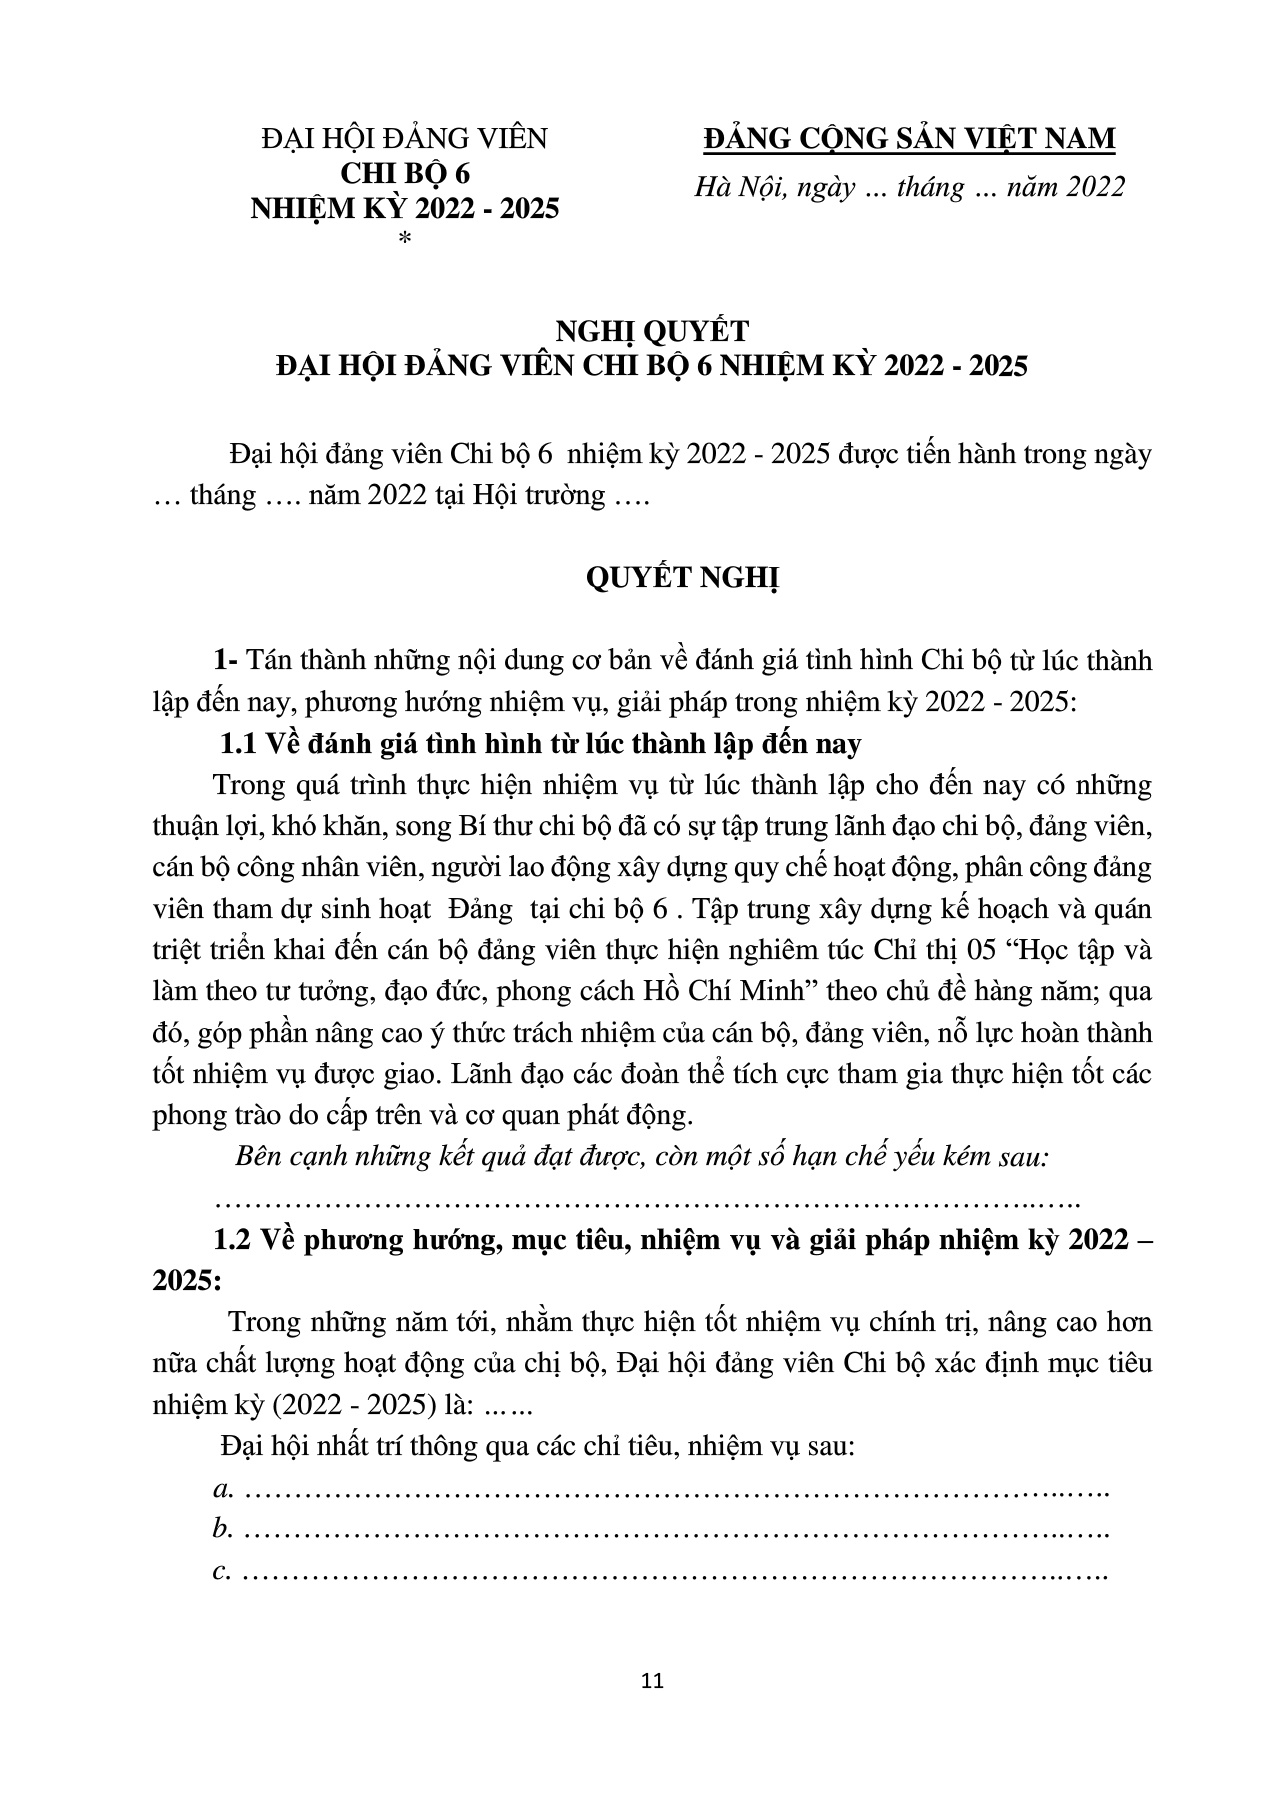 ĐẠI HỘI ĐẢNG VIÊN
CHI BỘ 6
NHIỆM KỲ 2022 - 2025
*
ĐẢNG CỘNG SẢN VIỆT NAM
Hà Nội, ngày ... tháng ... năm 2022
NGHỊ QUYẾT
ĐẠI HỘI ĐẢNG VIÊN CHI BỘ 6 NHIỆM KỲ 2022 - 2025
Đại hội đảng viên Chi bộ 6  nhiệm kỳ 2022 - 2025 được tiến hành trong ngày
… tháng …. năm 2022 tại Hội trường ….
QUYẾT NGHỊ
1- Tán thành những nội dung cơ bản về đánh giá tình hình Chi bộ từ lúc thành
lập đến nay, phương hướng nhiệm vụ, giải pháp trong nhiệm kỳ 2022 - 2025:
1.1 Về đánh giá tình hình từ lúc thành lập đến nay
Trong quá trình thực hiện nhiệm vụ từ lúc thành lập cho đến nay có những
thuận lợi, khó khăn, song Bí thư chi bộ đã có sự tập trung lãnh đạo chi bộ, đảng viên,
cán bộ công nhân viên, người lao động xây dựng quy chế hoạt động, phân công đảng
viên tham dự sinh hoạt  Đảng  tại chi bộ 6 . Tập trung xây dựng kế hoạch và quán
triệt triển khai đến cán bộ đảng viên thực hiện nghiêm túc Chỉ thị 05 “Học tập và
làm theo tư tưởng, đạo đức, phong cách Hồ Chí Minh” theo chủ đề hàng năm; qua
đó, góp phần nâng cao ý thức trách nhiệm của cán bộ, đảng viên, nỗ lực hoàn thành
tốt nhiệm vụ được giao. Lãnh đạo các đoàn thể tích cực tham gia thực hiện tốt các
phong trào do cấp trên và cơ quan phát động.
Bên cạnh những kết quả đạt được, còn một số hạn chế yếu kém sau:
………………………………………………………………………..…..
1.2 Về phương hướng, mục tiêu, nhiệm vụ và giải pháp nhiệm kỳ 2022 –
2025:
Trong những năm tới, nhằm thực hiện tốt nhiệm vụ chính trị, nâng cao hơn
nữa chất lượng hoạt động của chị bộ, Đại hội đảng viên Chi bộ xác định mục tiêu
nhiệm kỳ (2022 - 2025) là: ……
Đại hội nhất trí thông qua các chỉ tiêu, nhiệm vụ sau:
a. ………………………………………………………………………..…..
b. ………………………………………………………………………..…..
c. ………………………………………………………………………..…..
11